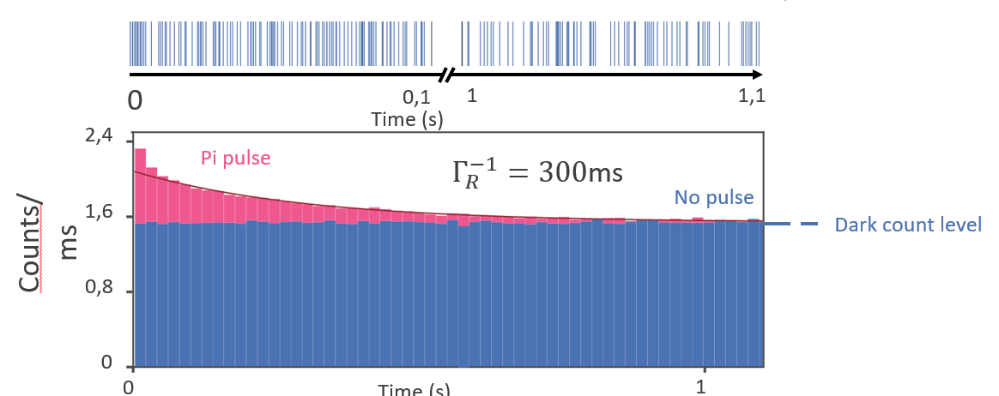 0
0,1
1
1,1
Time (s)
2,4
Pi pulse
Γ_R^{-1} = 300ms
No pulse
1,6
Dark count level
Counts/
ms
0,8
0
0
1
Time (s)